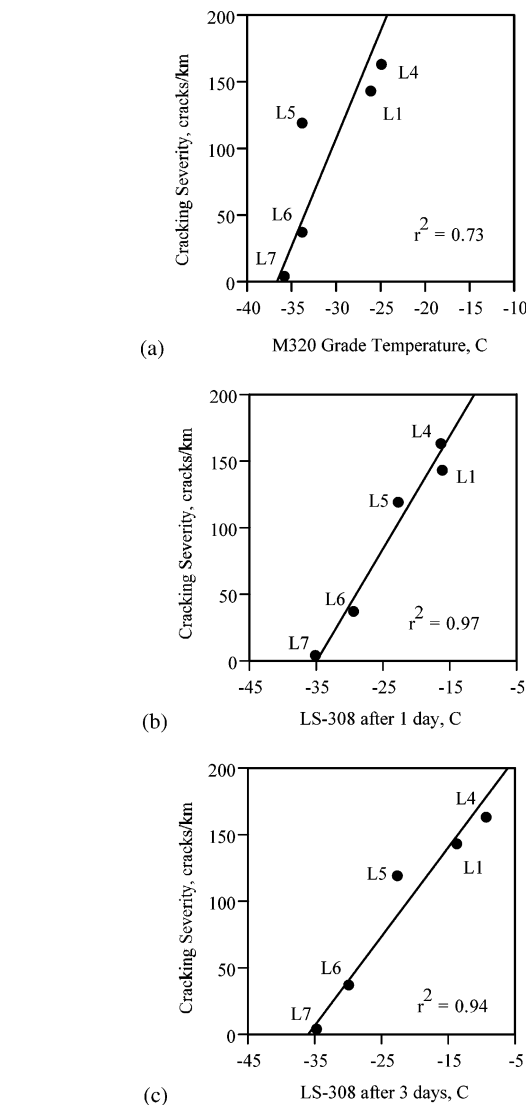 200
Cracking Severity, cracks/km
150
L4
L1
L5
100
L6
50
r2 = 0.73
L7
0
-40 -35 -30 -25 -20 -15 -10
(a) M320 Grade Temperature, C
200
Cracking Severity, cracks/km
L4
150
L1
L5
100
L6
50
r2 = 0.97
L7
0
-45 -35 -25 -15 -5
(b) LS-308 after 1 day, C
200
Cracking Severity, cracks/km
L4
150
L1
L5
100
L6
50
r2 = 0.94
L7
0
-45 -35 -25 -15 -5
(c) LS-308 after 3 days, C